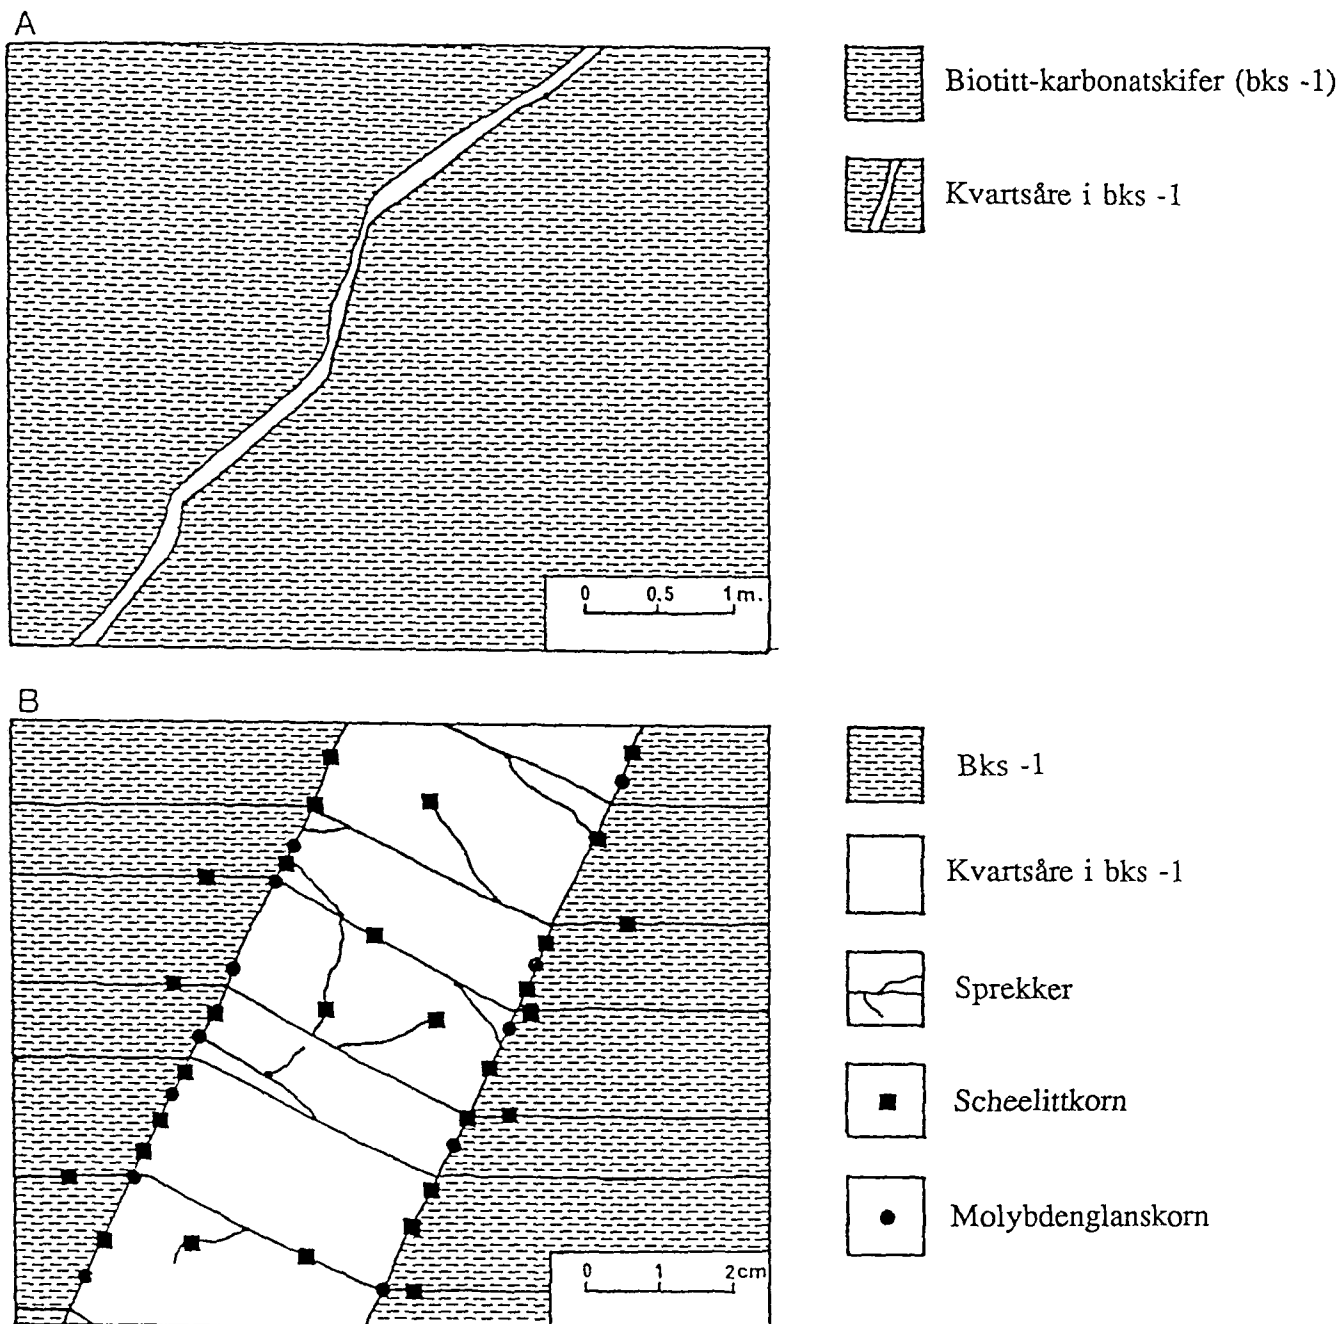 A
Biotitt-karbonatskifer (bks -1)
Kvartsåre i bks -1
0 0,5 1 m.
B
Bks -1
Kvartsåre i bks -1
Sprekker
Scheelittkorn
Molybdenglanskorn
0 1 2 cm